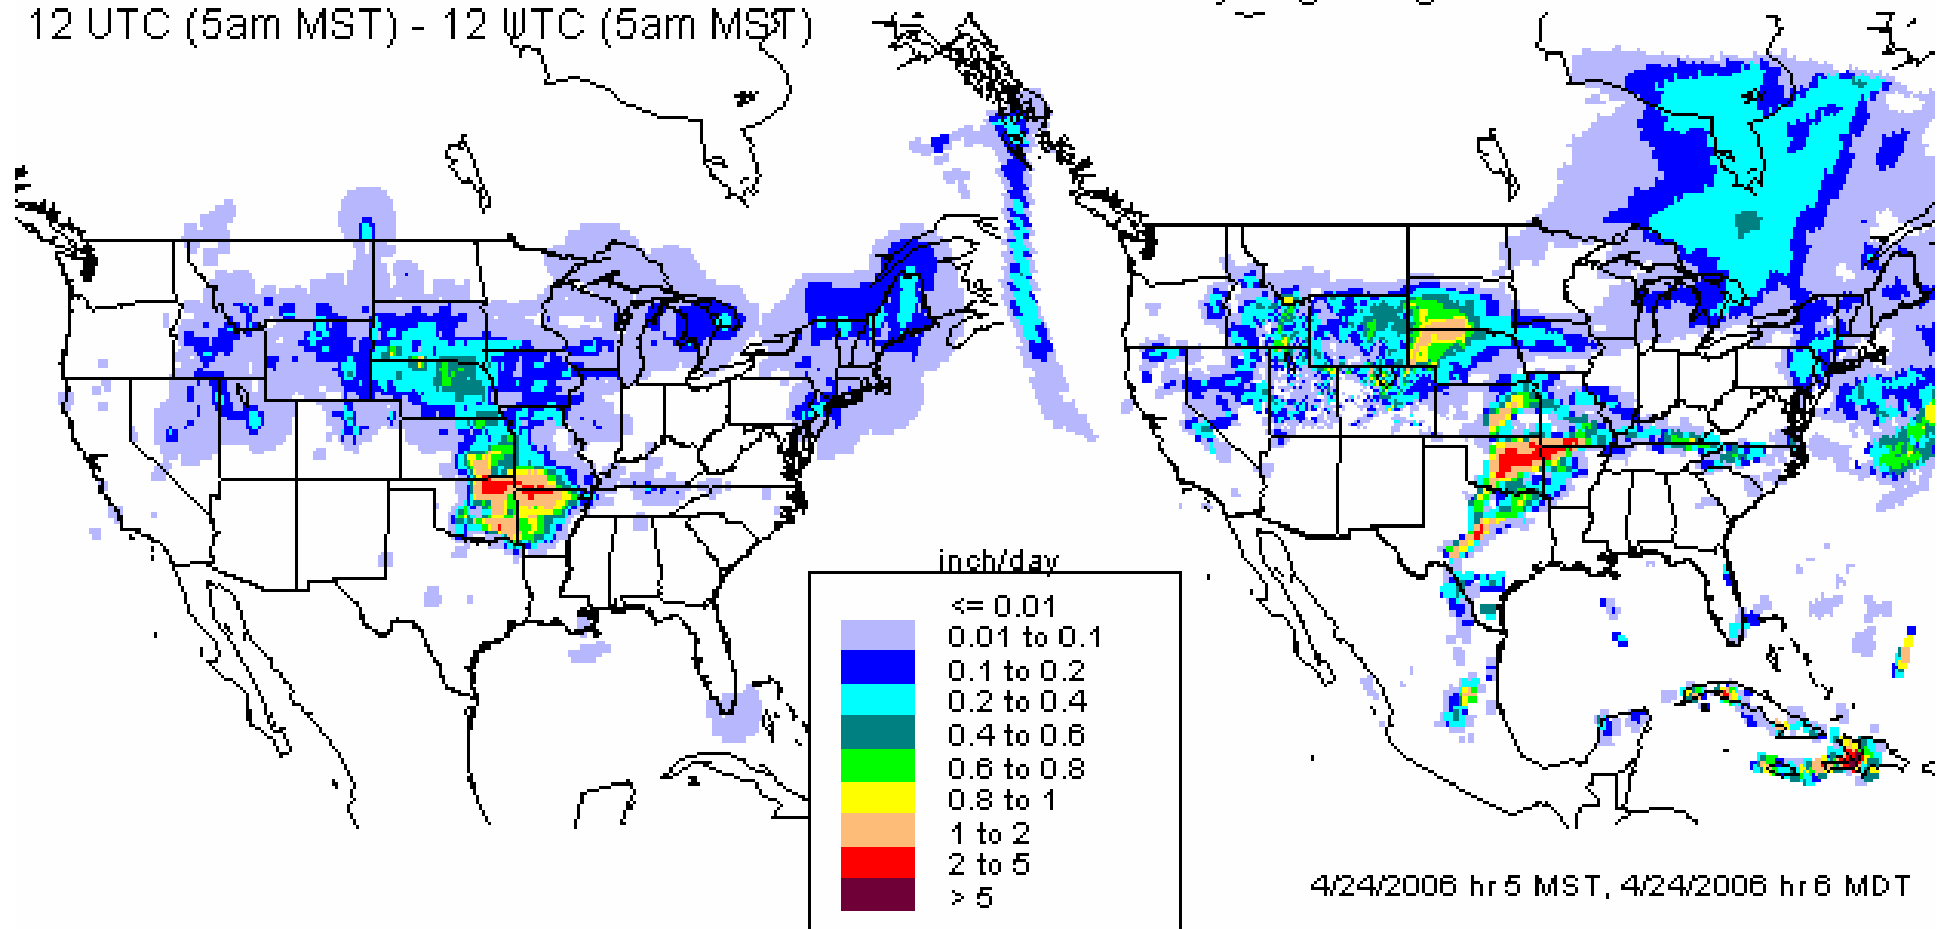 12 UTC (5am MST) - 12 UTC (5am MST)
inch/day
<= 0.01
0.01 to 0.1
0.1 to 0.2
0.2 to 0.4
0.4 to 0.6
0.6 to 0.8
0.8 to 1
1 to 2
2 to 5
> 5
4/24/2006 hr 5 MST, 4/24/2006 hr 6 MDT